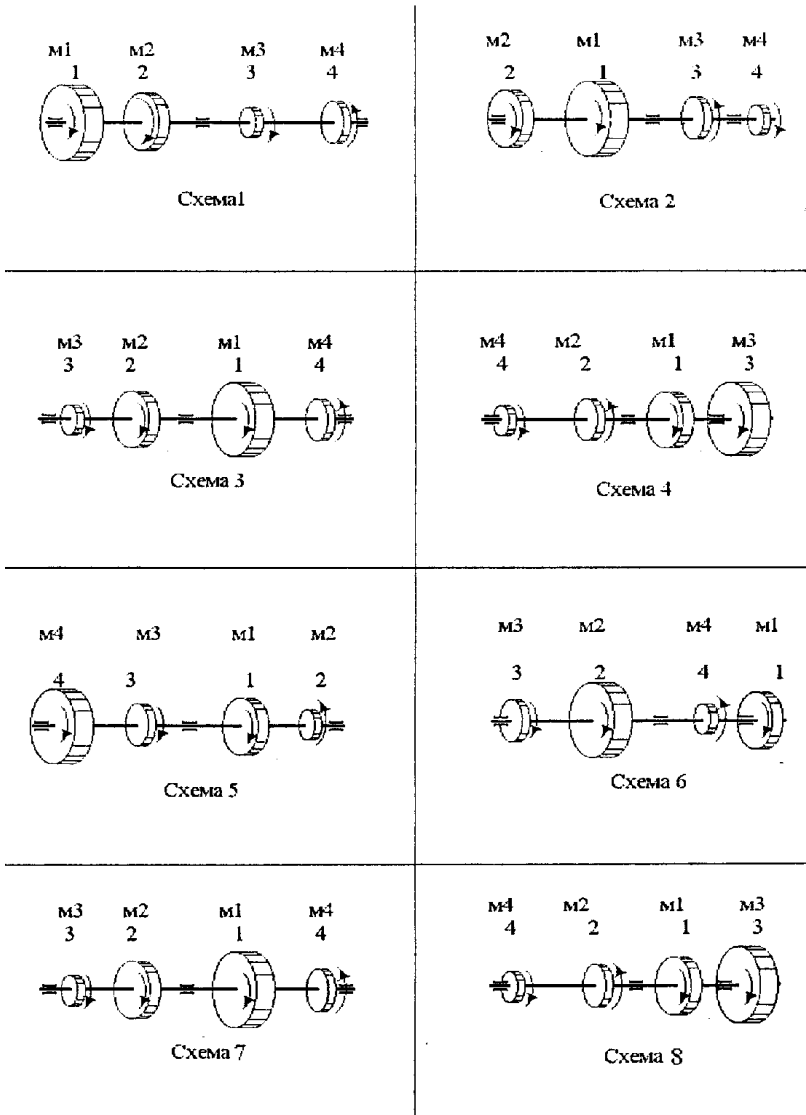 м1 м2 м3 м4
1 2 3 4
Схема1
м2 м1 м3 м4
2 1 3 4
Схема 2
м3 м2 м1 м4
3 2 1 4
Схема 3
м4 м2 м1 м3
4 2 1 3
Схема 4
м4 м3 м1 м2
4 3 1 2
Схема 5
м3 м2 м4 м1
3 2 4 1
Схема 6
м3 м2 м1 м4
3 2 1 4
Схема 7
м4 м2 м1 м3
4 2 1 3
Схема 8